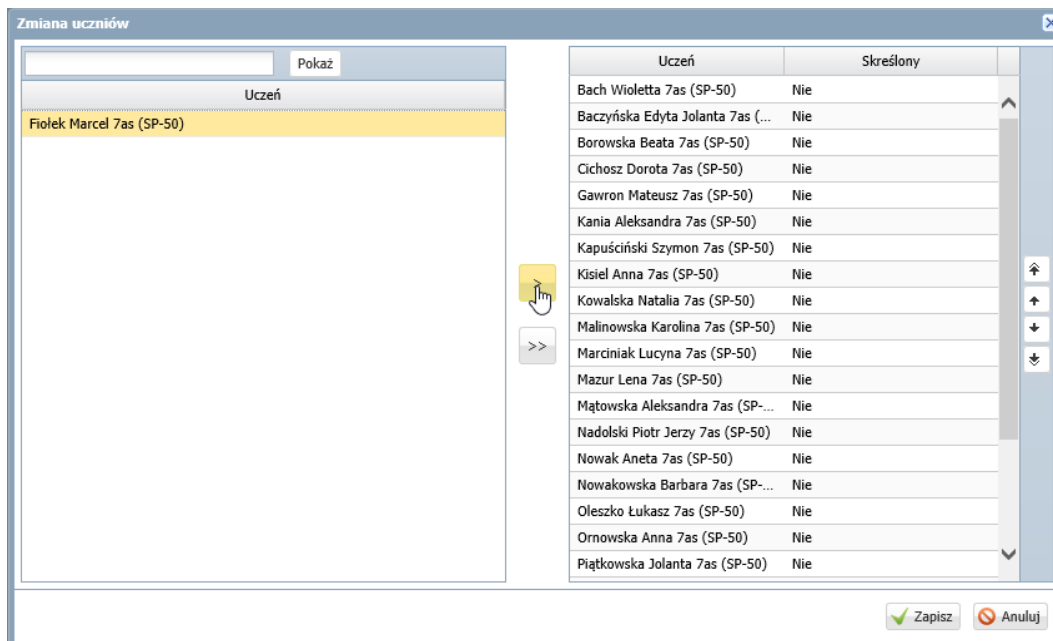 Zmiana uczniów
Pokaż
Uczeń
Fiołek Marcel 7as (SP-50)
>
>>
Uczeń Skreślony
Bach Wioletta 7as (SP-50) Nie
Baczyńska Edyta Jolanta 7as (... Nie
Borowska Beata 7as (SP-50) Nie
Cichosz Dorota 7as (SP-50) Nie
Gawron Mateusz 7as (SP-50) Nie
Kania Aleksandra 7as (SP-50) Nie
Kapuściński Szymon 7as (SP-50) Nie
Kisiel Anna 7as (SP-50) Nie
Kowalska Natalia 7as (SP-50) Nie
Malinowska Karolina 7as (SP-50) Nie
Marciniak Lucyna 7as (SP-50) Nie
Mazur Lena 7as (SP-50) Nie
Mątowska Aleksandra 7as (SP-... Nie
Nadolski Piotr Jerzy 7as (SP-50) Nie
Nowak Aneta 7as (SP-50) Nie
Nowakowska Barbara 7as (SP-... Nie
Oleszko Łukasz 7as (SP-50) Nie
Ornowska Anna 7as (SP-50) Nie
Piątkowska Jolanta 7as (SP-50) Nie
Zapisz Anuluj